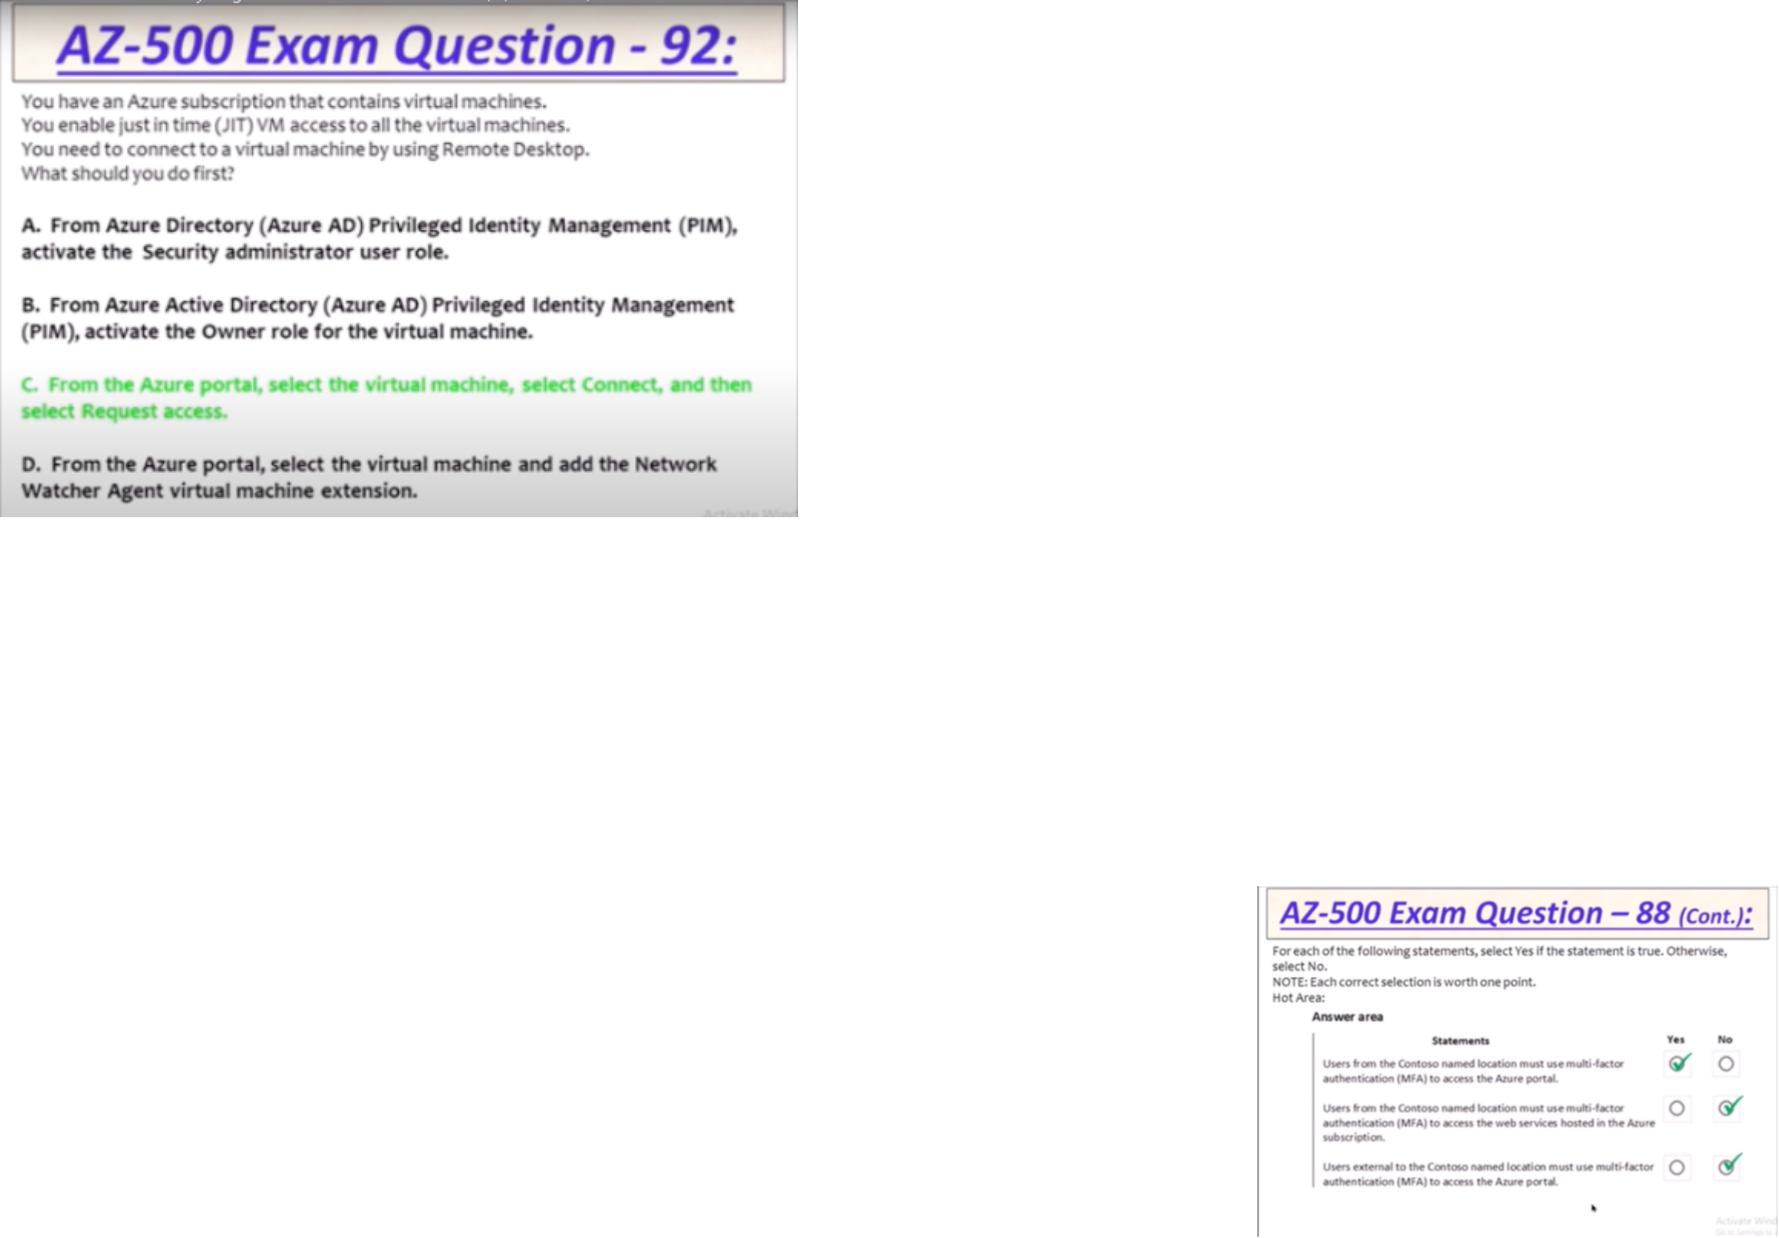 AZ-500 Exam Question - 92:
You have an Azure subscription that contains virtual machines.
You enable just in time (JIT) VM access to all the virtual machines.
You need to connect to a virtual machine by using Remote Desktop.
What should you do first?
A. From Azure Directory (Azure AD) Privileged Identity Management (PIM),
activate the Security administrator user role.
B. From Azure Active Directory (Azure AD) Privileged Identity Management
(PIM), activate the Owner role for the virtual machine.
C. From the Azure portal, select the virtual machine, select Connect, and then
select Request access.
D. From the Azure portal, select the virtual machine and add the Network
Watcher Agent virtual machine extension.
Activate Wind
AZ-500 Exam Question – 88 (Cont.):
For each of the following statements, select Yes if the statement is true. Otherwise,
select No.
NOTE: Each correct selection is worth one point.
Hot Area:
Answer area
Statements Yes No
Users from the Contoso named location must use multi-factor
authentication (MFA) to access the Azure portal.
Users from the Contoso named location must use multi-factor
authentication (MFA) to access the web services hosted in the Azure
subscription.
Users external to the Contoso named location must use multi-factor
authentication (MFA) to access the Azure portal.
Activate Wind
Go to Settings to